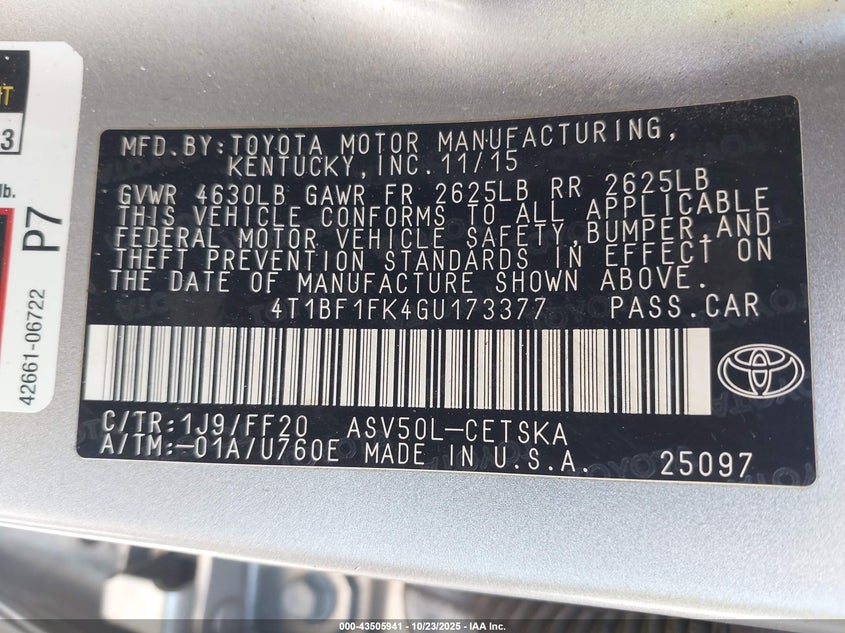 T
3
lb.
P7
42661-06722
MFD.BY:TOYOTA MOTOR MANUFACTURING,
KENTUCKY,INC.11/15
GVWR 4630LB GAWR FR 2625LB RR 2625LB
THIS VEHICLE CONFORMS TO ALL APPLICABLE
FEDERAL MOTOR VEHICLE SAFETY,BUMPER,AND
THEFT PREVENTION STANDARDS IN EFFECT ON
THE DATE OF MANUFACTURE SHOWN ABOVE.
4T1BF1FK4GU173377 PASS.CAR
C/TR:1J9/FF20 ASV50L-CETSKA
A/TM:-01A/U760E MADE IN U.S.A. 25097
000-43505941 - 10/23/2025 - IAA Inc.